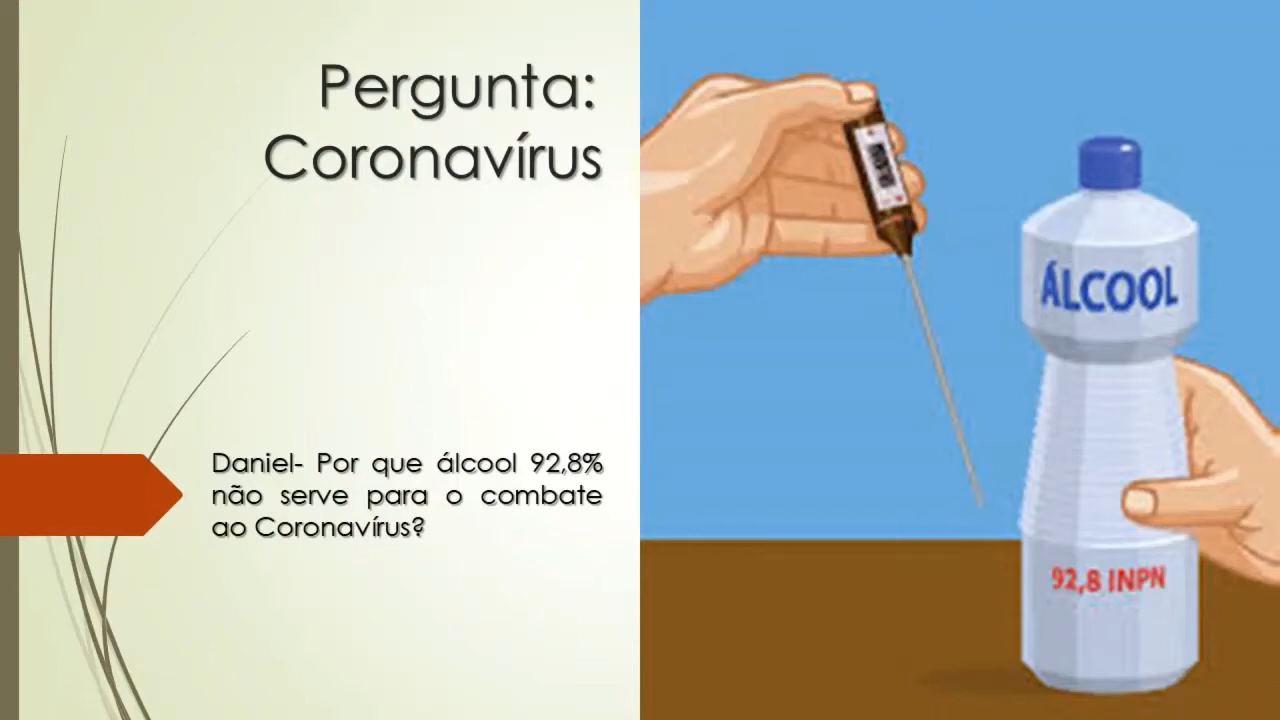 Pergunta:
Coronavírus
Daniel- Por que álcool 92,8%
não serve para o combate
ao Coronavírus?
ÁLCOOL
92,8 INPN